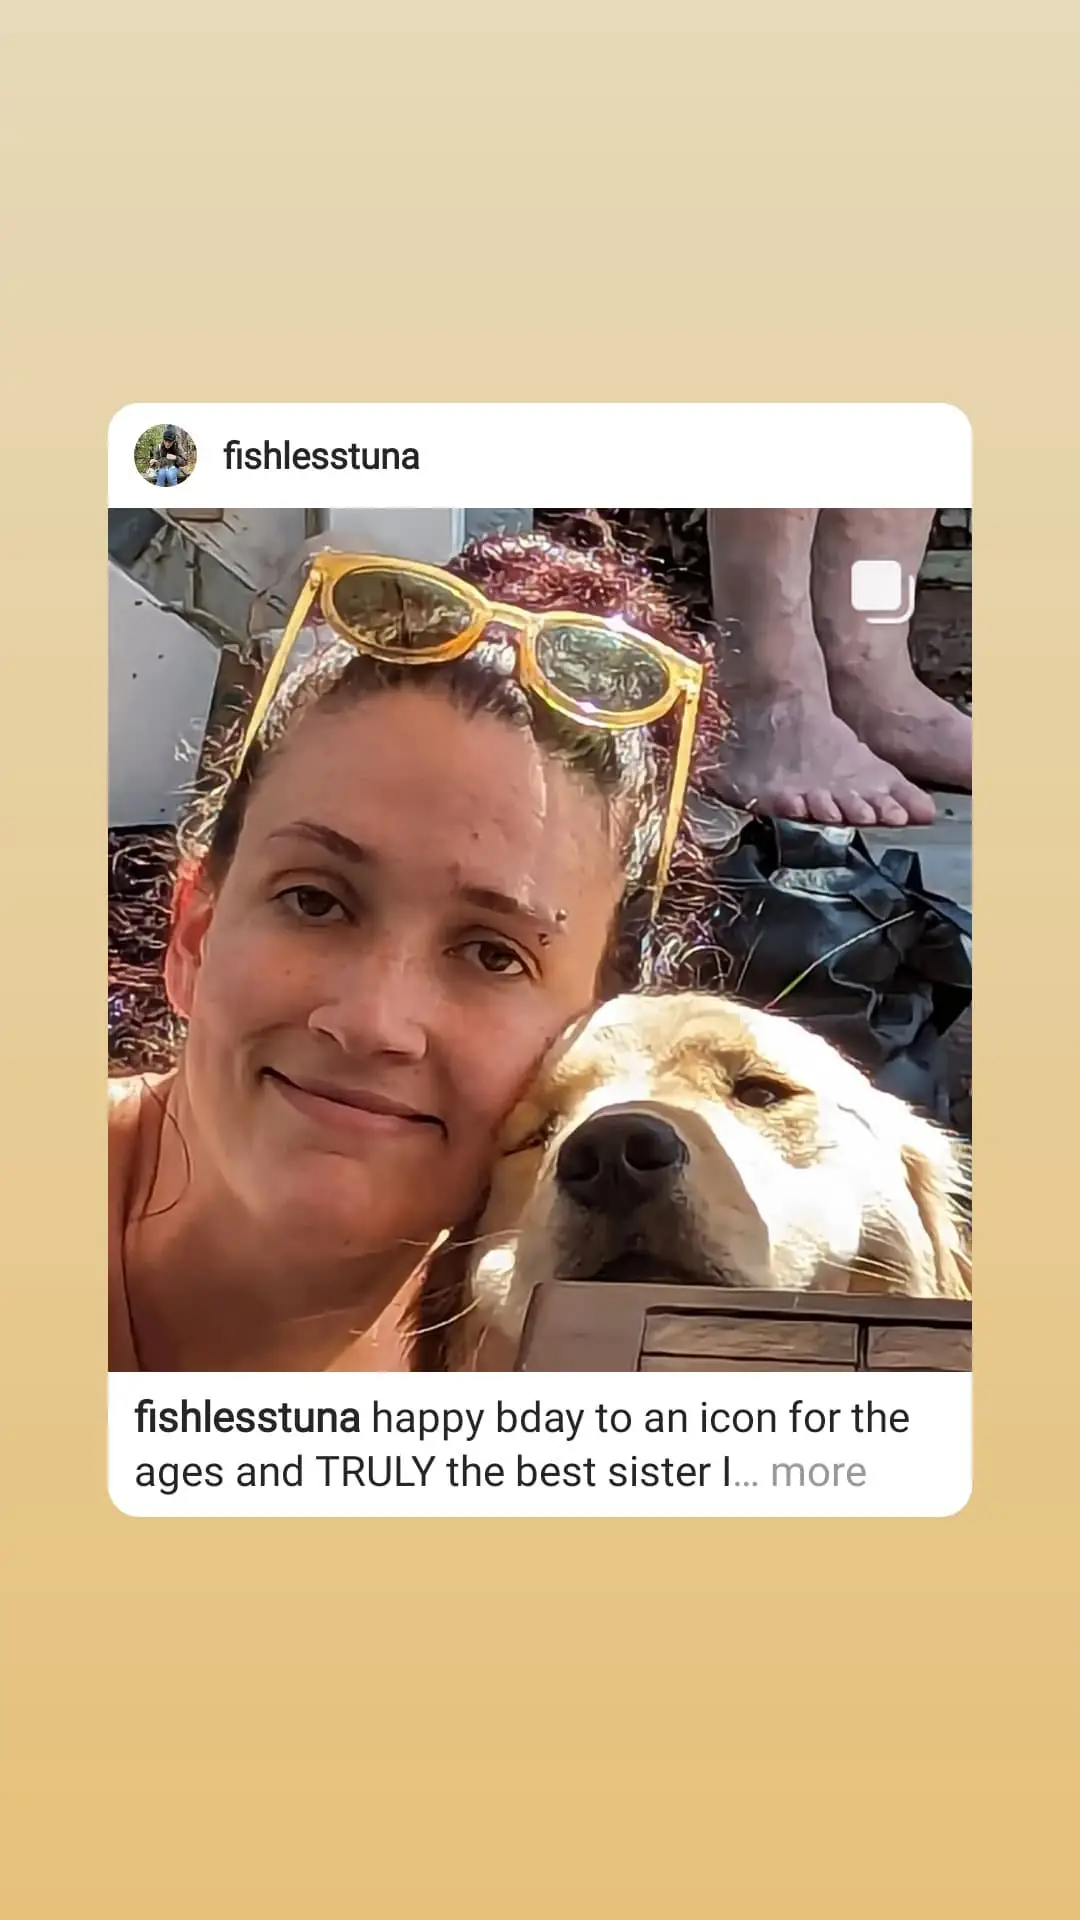 fishlesstuna
fishlesstuna happy bday to an icon for the
ages and TRULY the best sister I... more